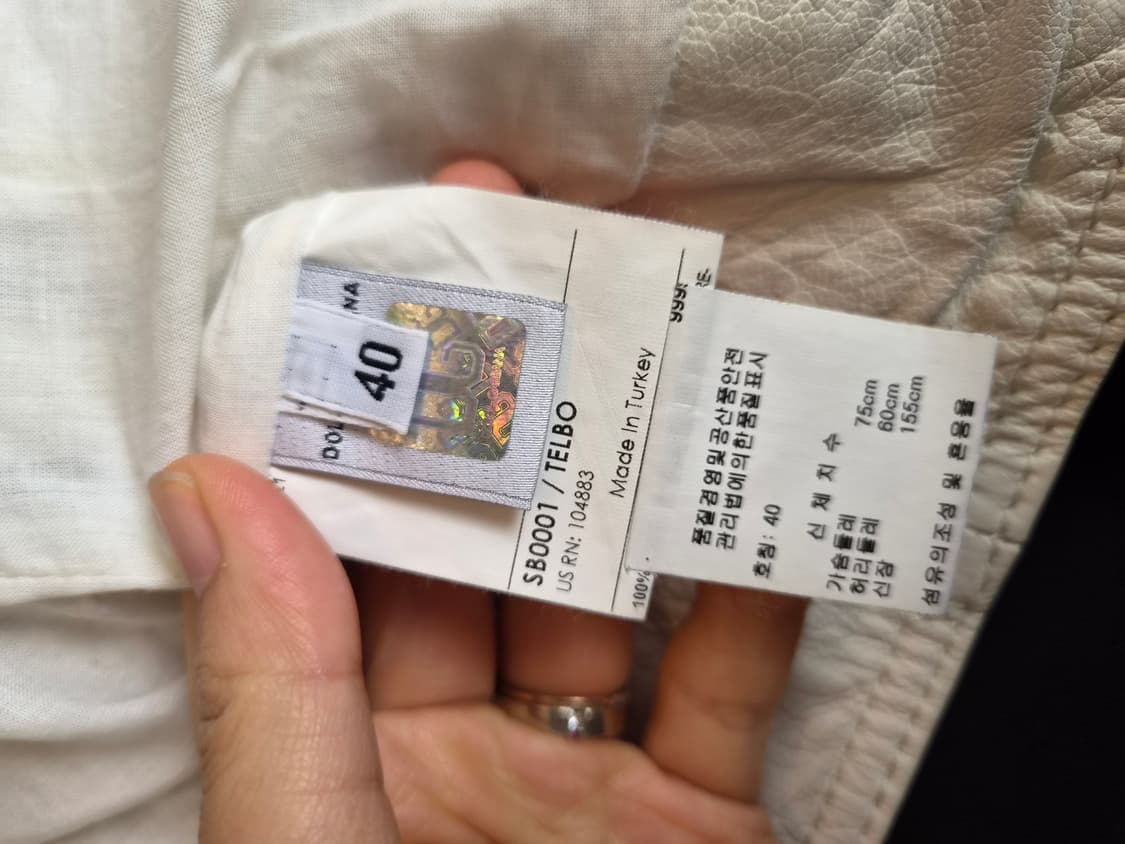 40
SB0001 / TELBO
US RN: 104883
Made In Turkey
100%
품질경영및공산품안전
관리법에의한품질표시
호칭: 40
신 체 치 수
가슴둘레 75cm
허리둘레 60cm
신장 155cm
섬유의조성 및 혼용율